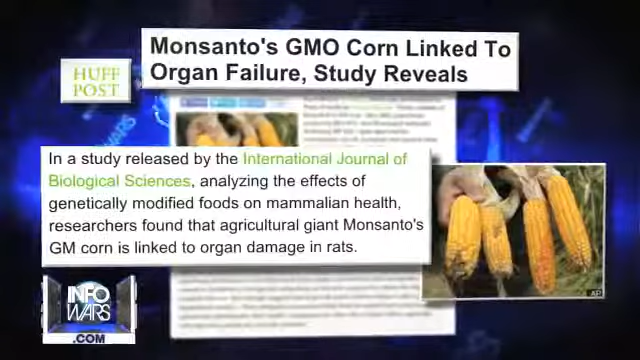 Monsanto's GMO Corn Linked To
Organ Failure, Study Reveals
HUFF
POST
In a study released by the International Journal of
Biological Sciences, analyzing the effects of
genetically modified foods on mammalian health,
researchers found that agricultural giant Monsanto's
GM corn is linked to organ damage in rats.
AP
INFO
WARS
.COM